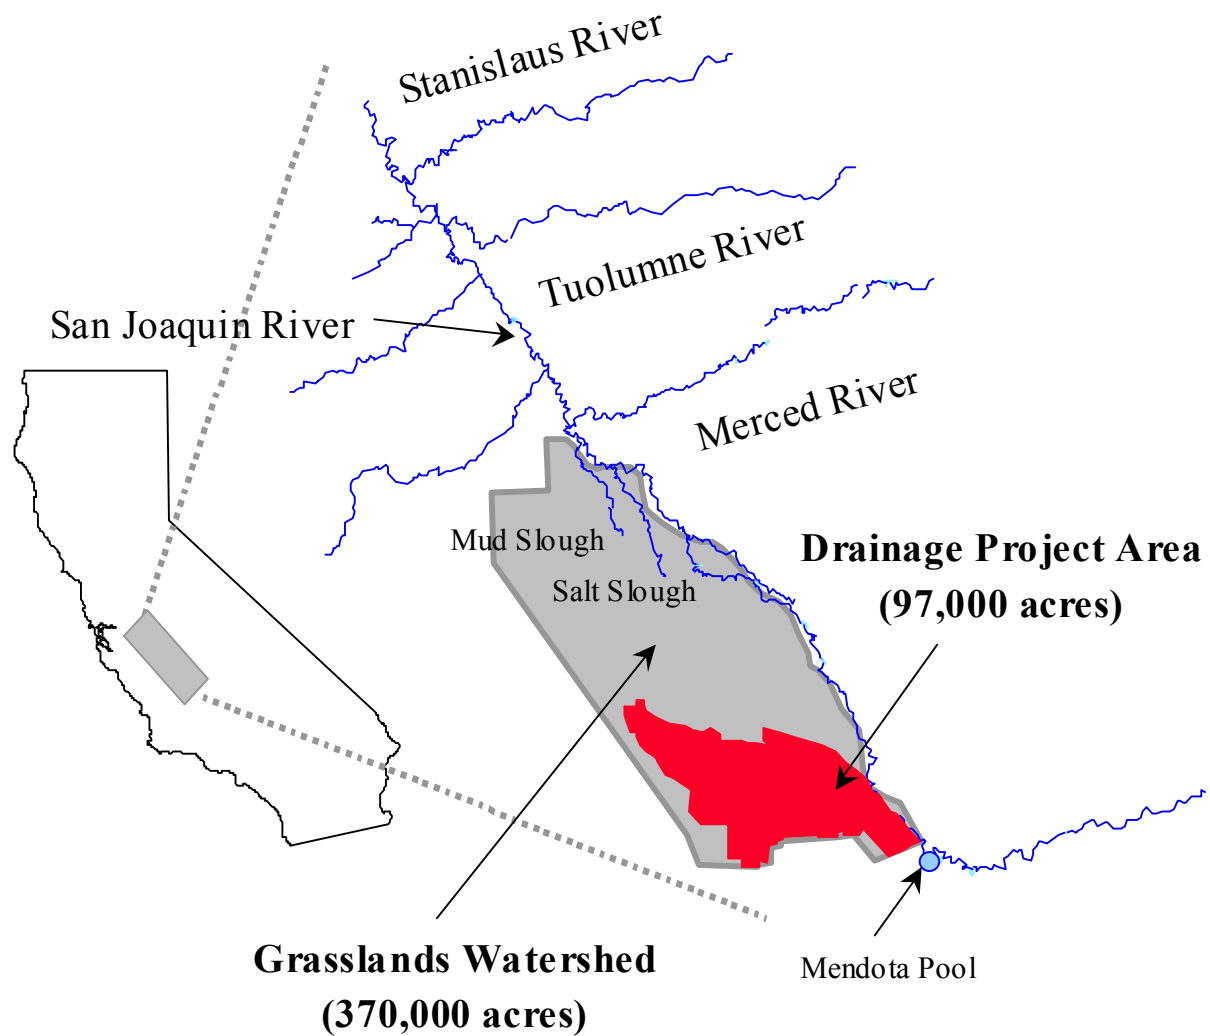 Stanislaus River
Tuolumne River
San Joaquin River
Merced River
Mud Slough
Salt Slough
Drainage Project Area
(97,000 acres)
Grasslands Watershed
(370,000 acres)
Mendota Pool